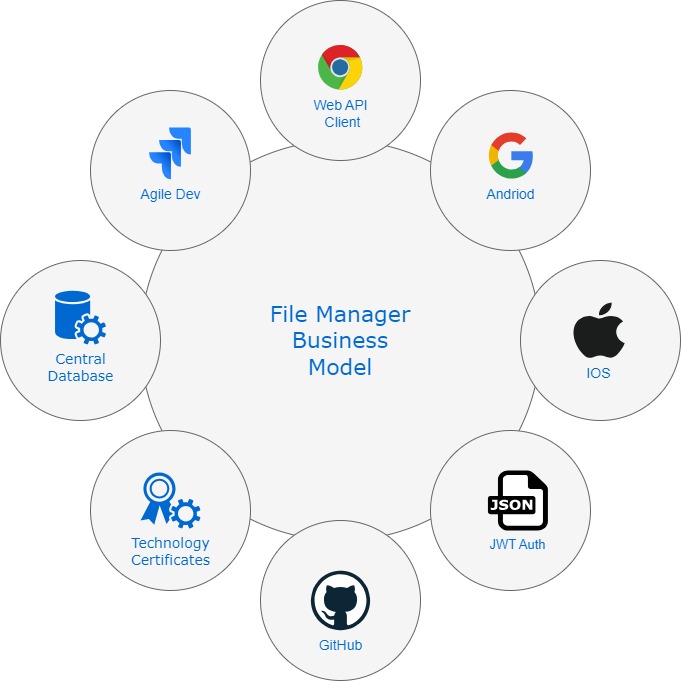 Web API
Client
Agile Dev
Andriod
File Manager
Business
Model
Central
Database
IOS
JSON
JWT Auth
Technology
Certificates
GitHub